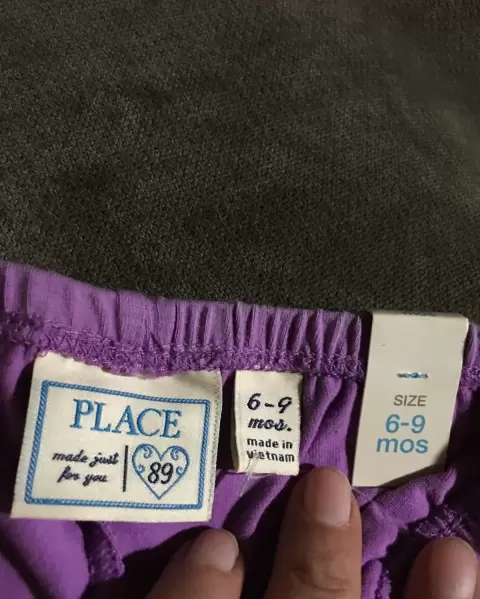 PLACE
made just
for you
89
6-9
mos.
made in
vietnam
SIZE
6-9
mos